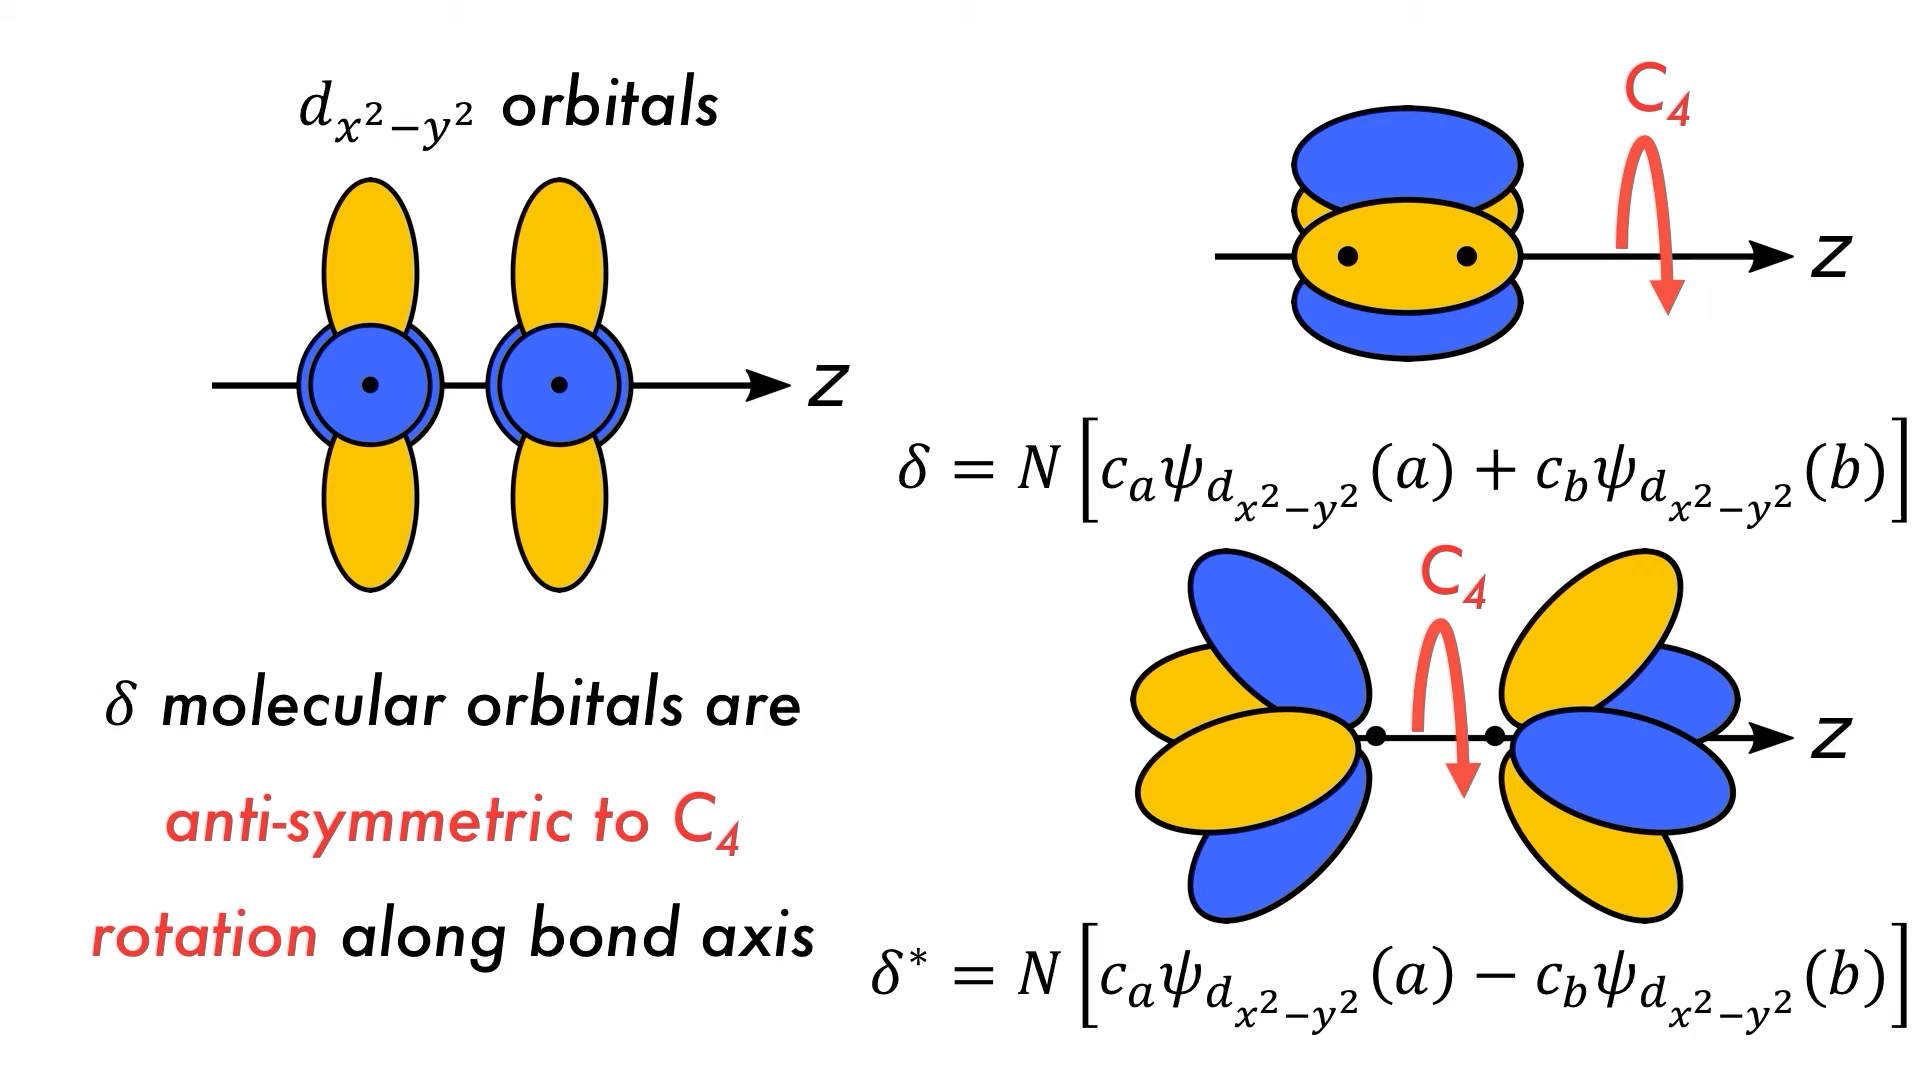 d_{x²−y²} orbitals
z
δ molecular orbitals are
anti-symmetric to C₄
rotation along bond axis
C₄
z
δ = N [c_a ψ_{d_{x²−y²}}(a) + c_b ψ_{d_{x²−y²}}(b)]
C₄
z
δ* = N [c_a ψ_{d_{x²−y²}}(a) − c_b ψ_{d_{x²−y²}}(b)]